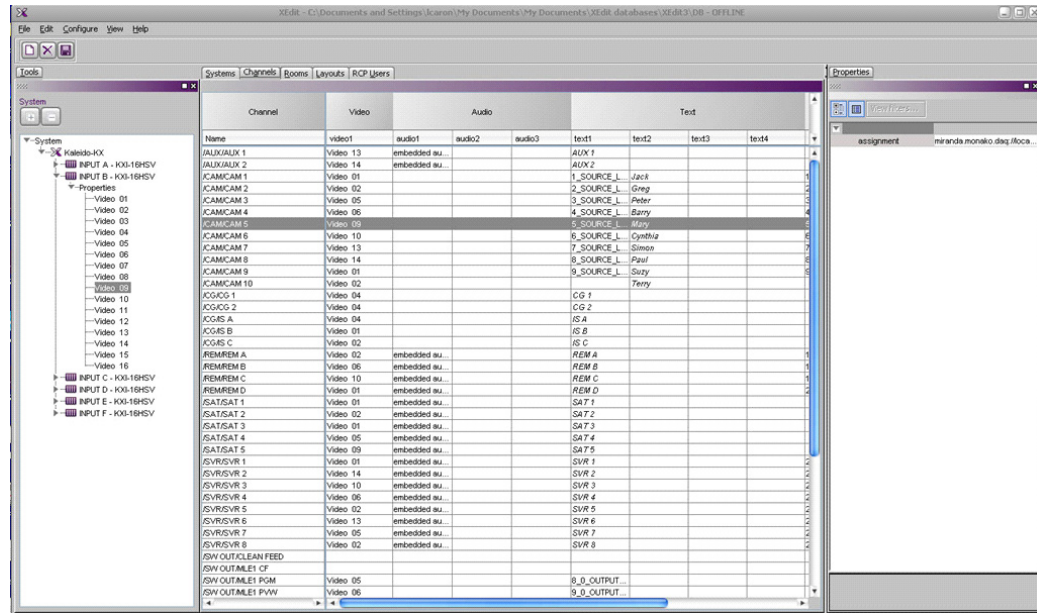 XEdit - C:\Documents and Settings\lcaron\My Documents\My Documents\XEdit databases\XEdit3\DB - OFFLINE
File Edit Configure View Help
Tools
System
System
Kaleido-KX
INPUT A - KXI-16HSV
INPUT B - KXI-16HSV
Properties
Video 01
Video 02
Video 03
Video 04
Video 05
Video 06
Video 07
Video 08
Video 09
Video 10
Video 11
Video 12
Video 13
Video 14
Video 15
Video 16
INPUT C - KXI-16HSV
INPUT D - KXI-16HSV
INPUT E - KXI-16HSV
INPUT F - KXI-16HSV
Systems Channels Rooms Layouts RCP Users
Channel Video Audio Text
Name video1 audio1 audio2 audio3 text1 text2 text3 text4
/AUX/AUX 1 Video 13 embedded au... AUX 1
/AUX/AUX 2 Video 14 embedded au... AUX 2
/CAM/CAM 1 Video 01 1_SOURCE_L... Jack
/CAM/CAM 2 Video 02 2_SOURCE_L... Greg
/CAM/CAM 3 Video 05 3_SOURCE_L... Peter
/CAM/CAM 4 Video 06 4_SOURCE_L... Barry
/CAM/CAM 5 Video 09 5_SOURCE_L... Mary
/CAM/CAM 6 Video 10 6_SOURCE_L... Cynthia
/CAM/CAM 7 Video 13 7_SOURCE_L... Simon
/CAM/CAM 8 Video 14 8_SOURCE_L... Paul
/CAM/CAM 9 Video 01 9_SOURCE_L... Suzy
/CAM/CAM 10 Video 02 Terry
/CG/CG 1 Video 04 CG 1
/CG/CG 2 Video 04 CG 2
/CG/IS A Video 04 IS A
/CG/IS B Video 01 IS B
/CG/IS C Video 02 IS C
/REM/REM A Video 02 embedded au... REM A
/REM/REM B Video 06 embedded au... REM B
/REM/REM C Video 10 embedded au... REM C
/REM/REM D Video 01 embedded au... REM D
/SAT/SAT 1 Video 01 embedded au... SAT 1
/SAT/SAT 2 Video 02 embedded au... SAT 2
/SAT/SAT 3 Video 01 embedded au... SAT 3
/SAT/SAT 4 Video 05 embedded au... SAT 4
/SAT/SAT 5 Video 09 embedded au... SAT 5
/SVR/SVR 1 Video 01 embedded au... SVR 1
/SVR/SVR 2 Video 14 embedded au... SVR 2
/SVR/SVR 3 Video 10 embedded au... SVR 3
/SVR/SVR 4 Video 06 embedded au... SVR 4
/SVR/SVR 5 Video 02 embedded au... SVR 5
/SVR/SVR 6 Video 13 embedded au... SVR 6
/SVR/SVR 7 Video 05 embedded au... SVR 7
/SVR/SVR 8 Video 02 embedded au... SVR 8
/SW OUT/CLEAN FEED
/SW OUT/MLE1 CF
/SW OUT/MLE1 PGM Video 05 8_0_OUTPUT...
/SW OUT/MLE1 PVW Video 06 9_0_OUTPUT...
Properties
View filters...
assignment miranda.monako.daq://loca...